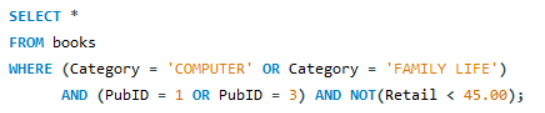 SELECT *
FROM books
WHERE (Category = 'COMPUTER' OR Category = 'FAMILY LIFE')
AND (PubID = 1 OR PubID = 3) AND NOT(Retail < 45.00);